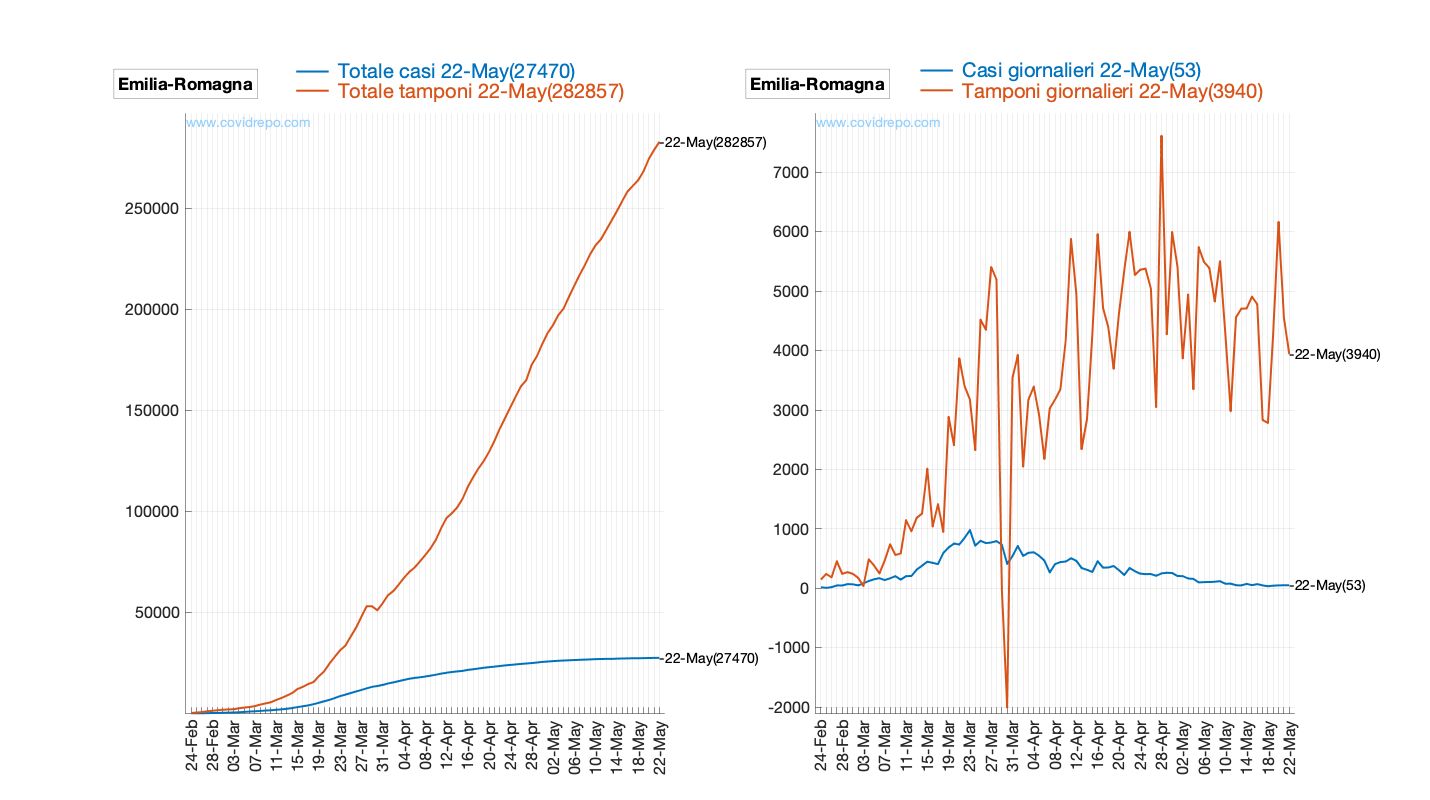 Emilia-Romagna
Totale casi 22-May(27470)
Totale tamponi 22-May(282857)
www.covidrepo.com
22-May(282857)
250000
200000
150000
100000
50000
22-May(27470)
24-Feb
28-Feb
03-Mar
07-Mar
11-Mar
15-Mar
19-Mar
23-Mar
27-Mar
31-Mar
04-Apr
08-Apr
12-Apr
16-Apr
20-Apr
24-Apr
28-Apr
02-May
06-May
10-May
14-May
18-May
22-May
Emilia-Romagna
Casi giornalieri 22-May(53)
Tamponi giornalieri 22-May(3940)
www.covidrepo.com
7000
6000
5000
4000
22-May(3940)
3000
2000
1000
0
22-May(53)
-1000
-2000
24-Feb
28-Feb
03-Mar
07-Mar
11-Mar
15-Mar
19-Mar
23-Mar
27-Mar
31-Mar
04-Apr
08-Apr
12-Apr
16-Apr
20-Apr
24-Apr
28-Apr
02-May
06-May
10-May
14-May
18-May
22-May